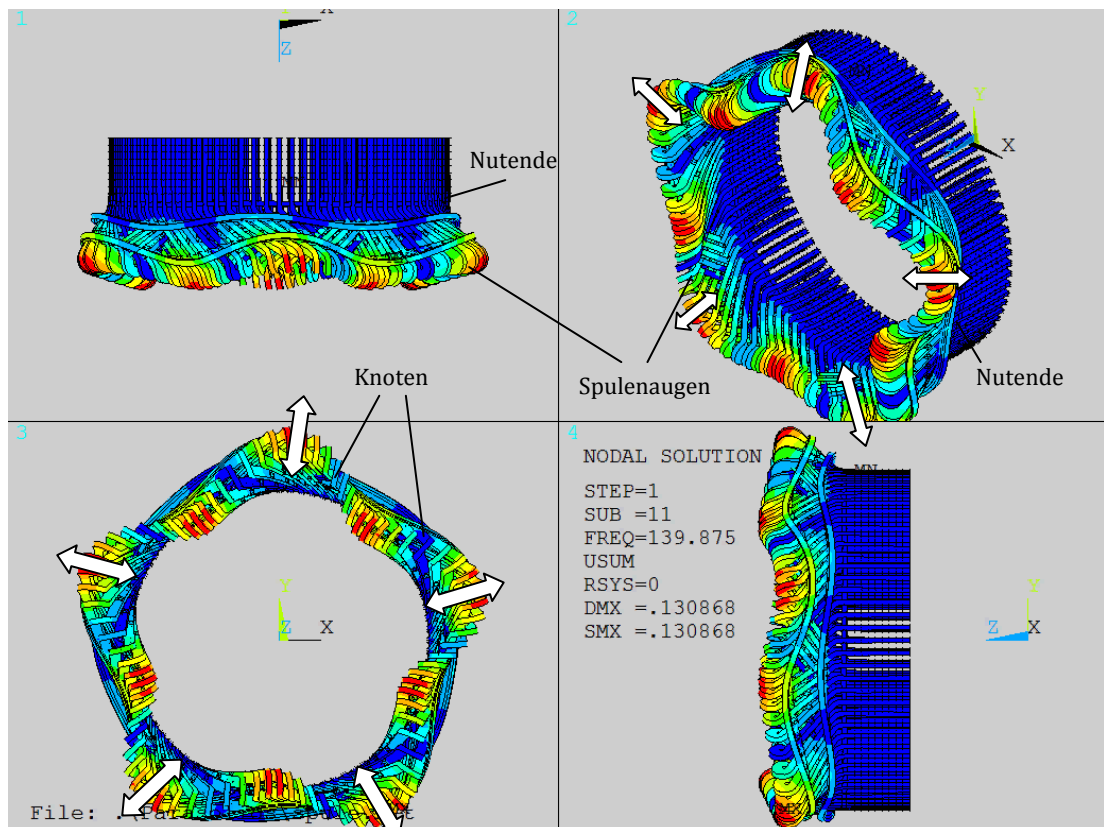 1
X
Z
Nutende
2
Y
X
Spulenaugen
Nutende
3
Knoten
Y
Z
X
File:
4
NODAL SOLUTION
MN
STEP=1
SUB =11
FREQ=139.875
USUM
RSYS=0
DMX =.130868
SMX =.130868
Y
Z
X